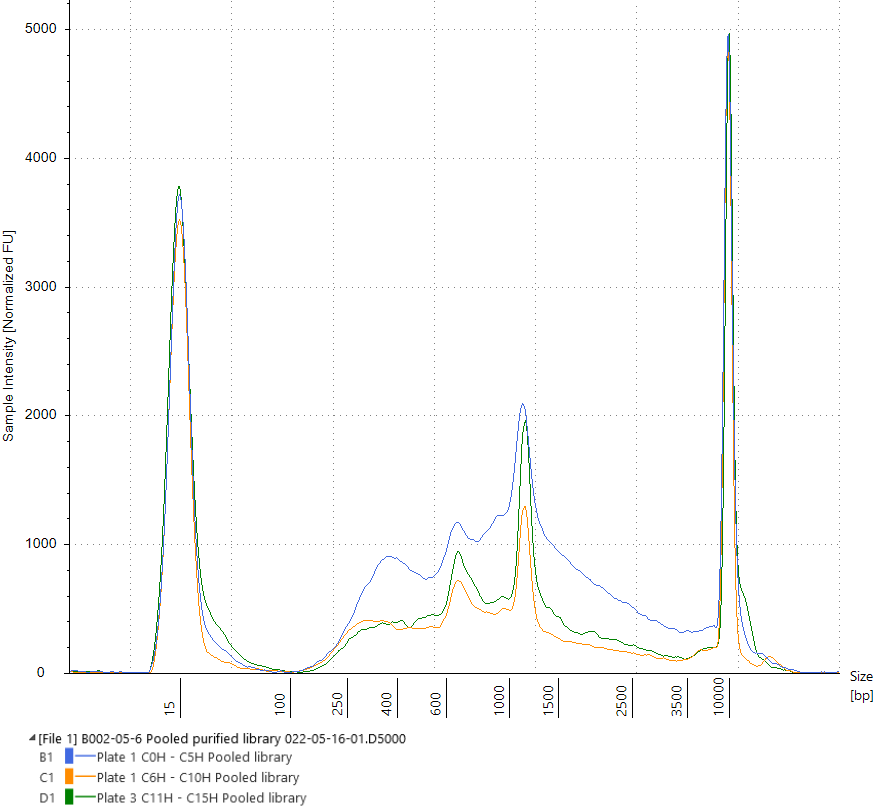 5000
4000
3000
2000
1000
0
Sample Intensity [Normalized FU]
15
100
250
400
600
1000
1500
2500
3500
10000
Size
[bp]
[File 1] B002-05-6 Pooled purified library 022-05-16-01.D5000
B1 Plate 1 C0H - C5H Pooled library
C1 Plate 1 C6H - C10H Pooled library
D1 Plate 3 C11H - C15H Pooled library